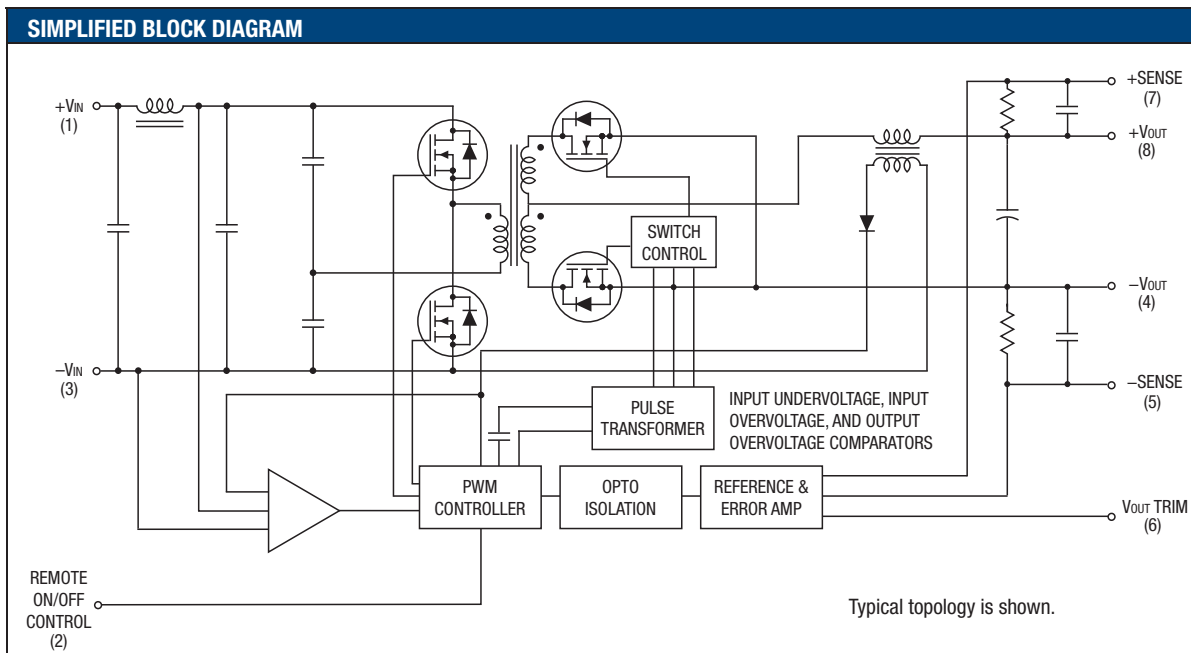 SIMPLIFIED BLOCK DIAGRAM
+VIN
(1)
−VIN
(3)
+SENSE
(7)
+VOUT
(8)
SWITCH
CONTROL
−VOUT
(4)
−SENSE
(5)
PULSE
TRANSFORMER
INPUT UNDERVOLTAGE, INPUT
OVERVOLTAGE, AND OUTPUT
OVERVOLTAGE COMPARATORS
PWM
CONTROLLER
OPTO
ISOLATION
REFERENCE &
ERROR AMP
VOUT TRIM
(6)
REMOTE
ON/OFF
CONTROL
(2)
Typical topology is shown.